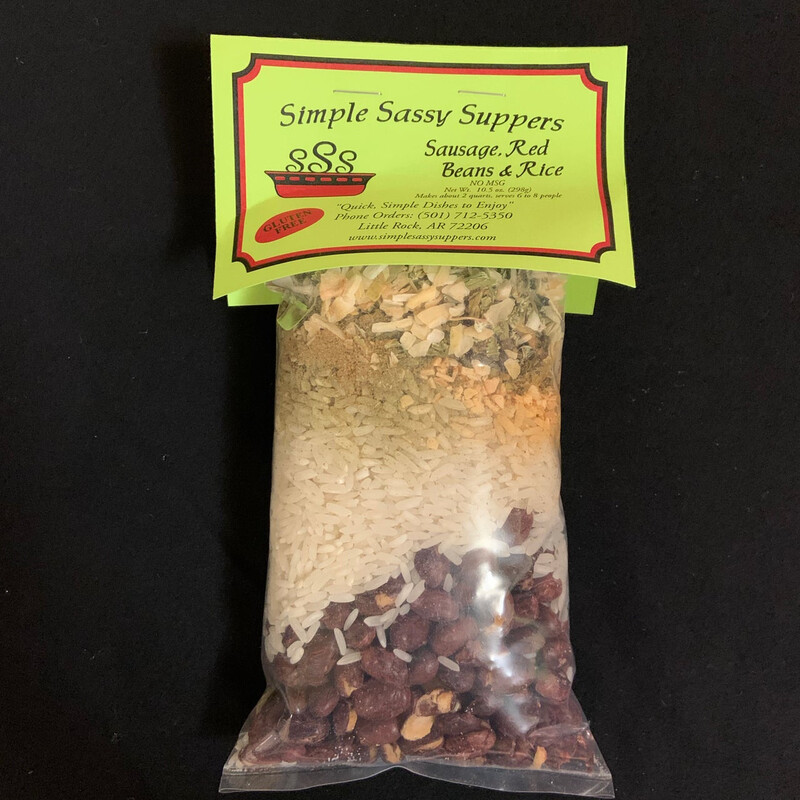 Simple Sassy Suppers
SSS
Sausage, Red
Beans & Rice
NO MSG
Net Wt. 10.5 oz. (298g)
Makes about 2 quarts, serves 6 to 8 people
"Quick, Simple Dishes to Enjoy"
Phone Orders: (501) 712-5350
Little Rock, AR 72206
www.simplesassysuppers.com
GLUTEN
FREE